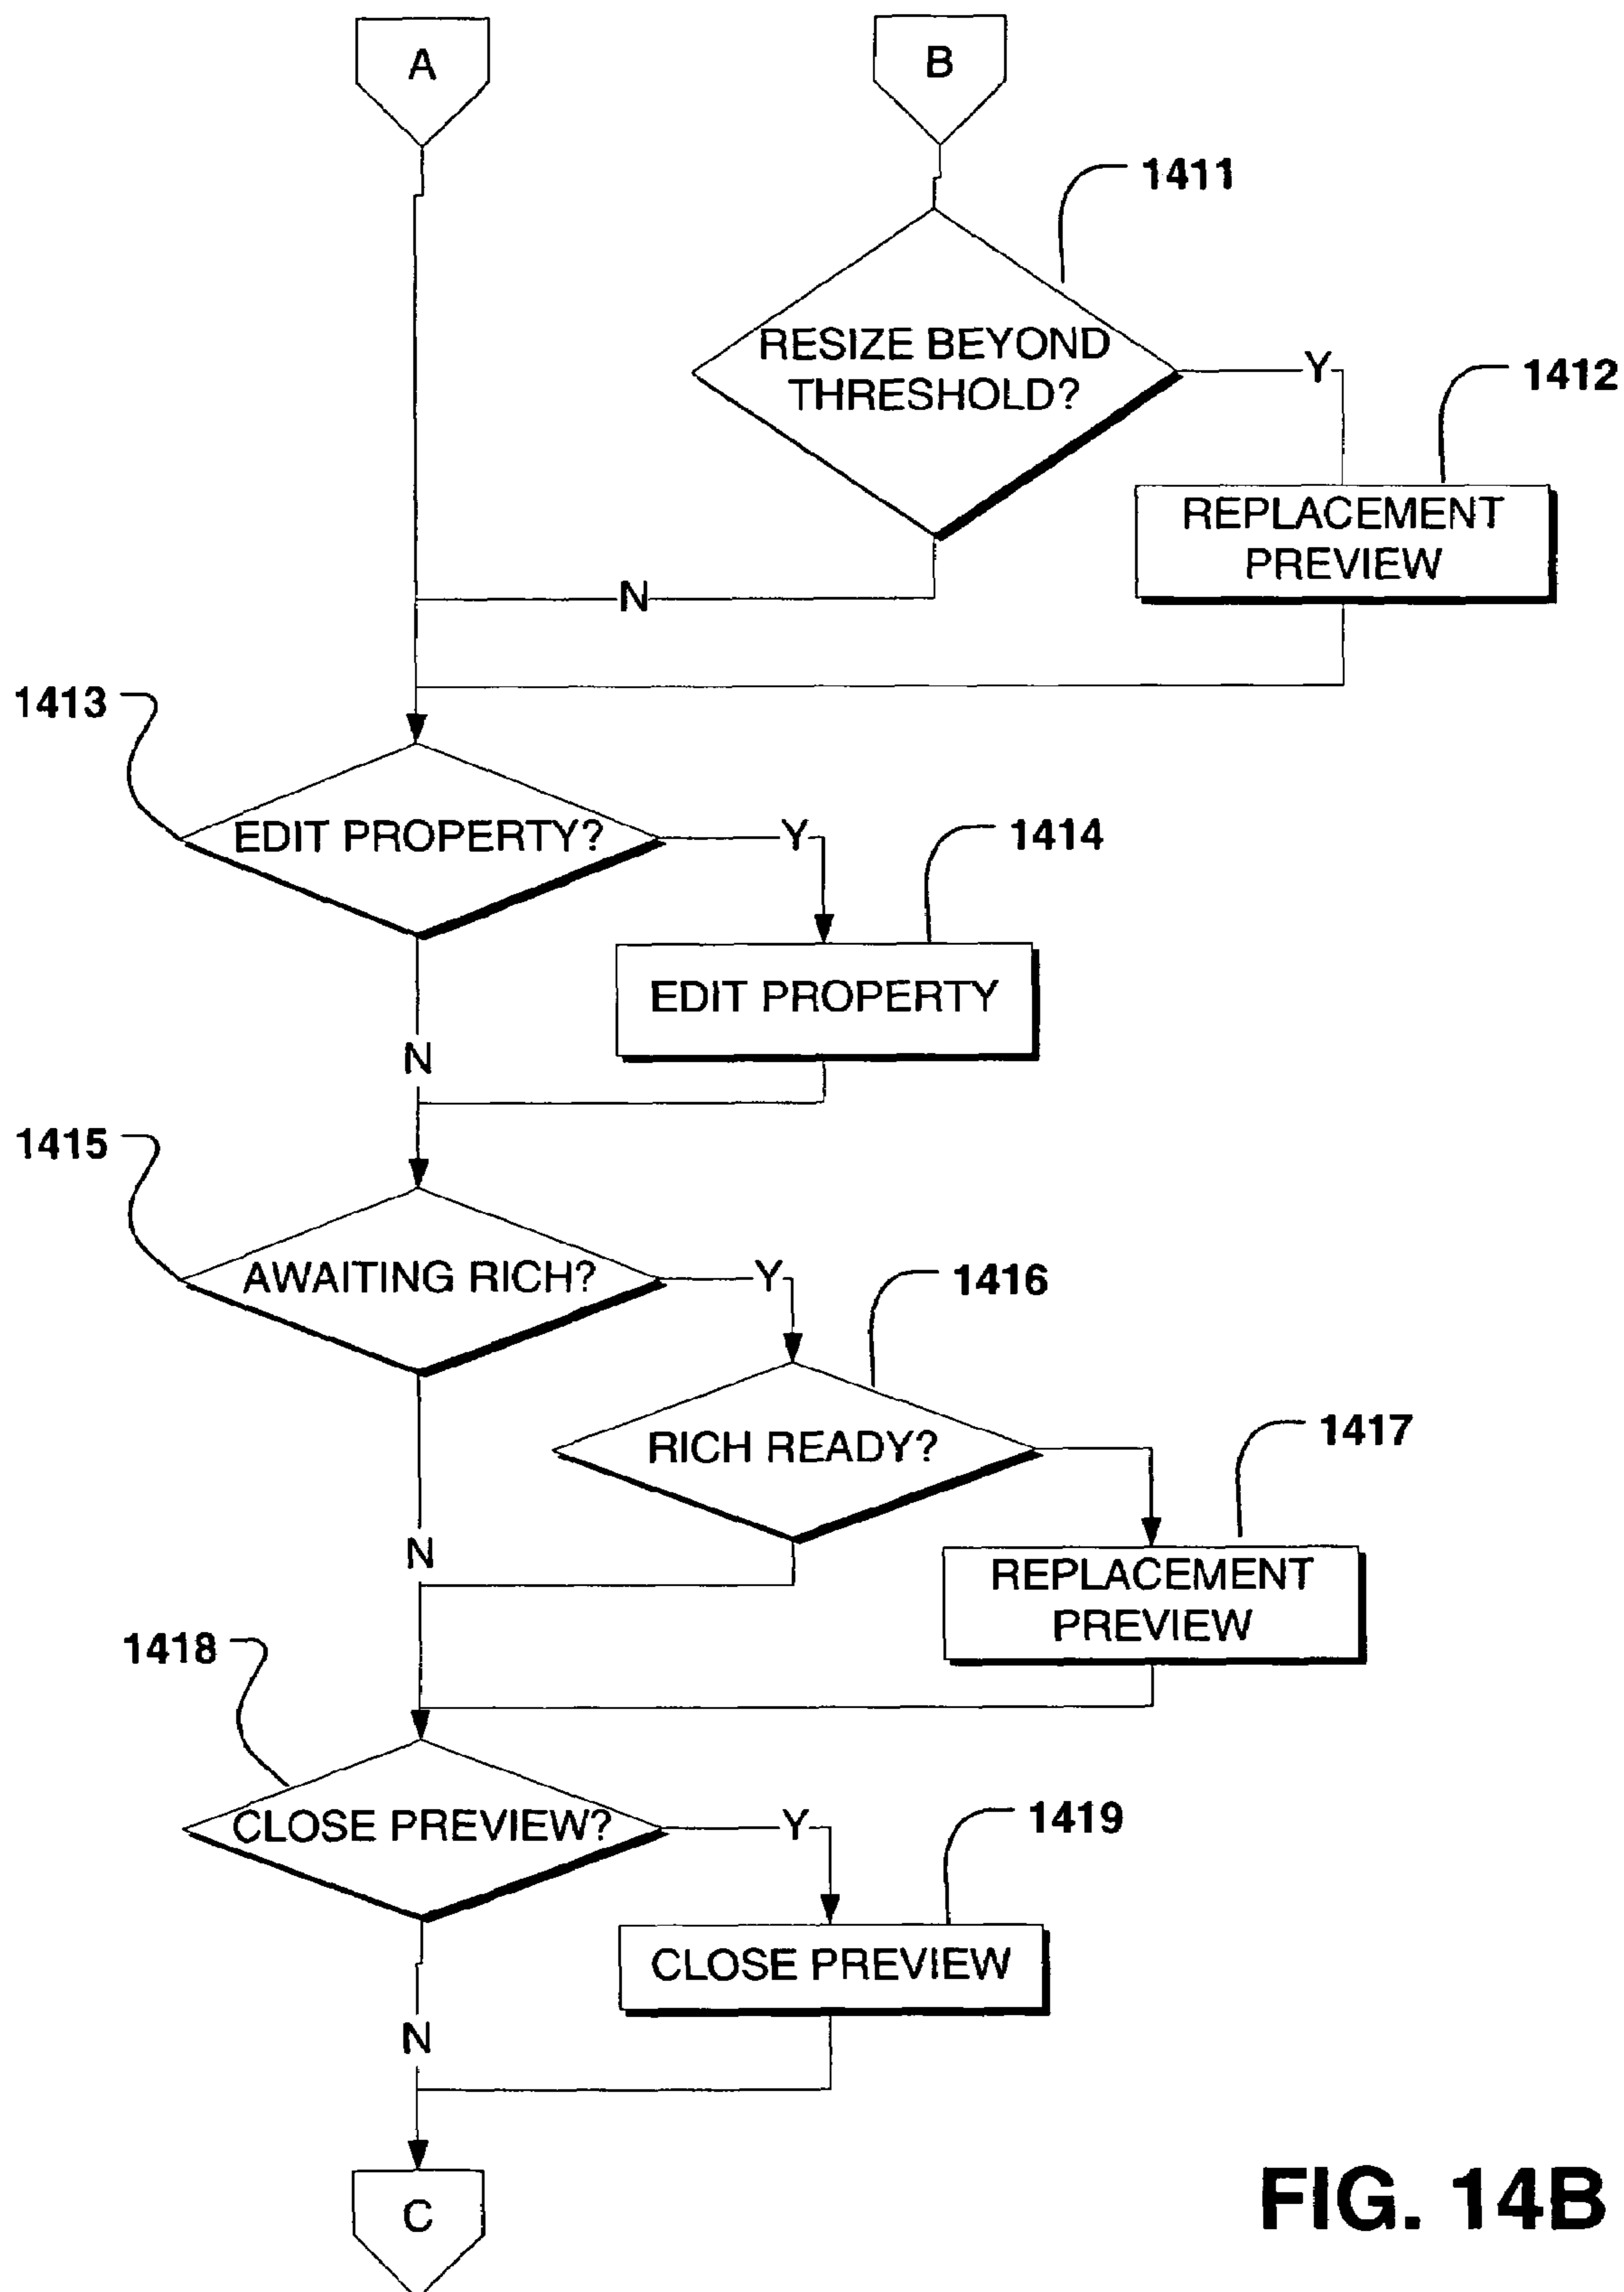 A
B
1411
RESIZE BEYOND
THRESHOLD?
Y
1412
REPLACEMENT
PREVIEW
N
1413
EDIT PROPERTY?
Y
1414
EDIT PROPERTY
N
1415
AWAITING RICH?
Y
1416
RICH READY?
1417
N
REPLACEMENT
PREVIEW
1418
CLOSE PREVIEW?
Y
1419
CLOSE PREVIEW
N
C
FIG. 14B